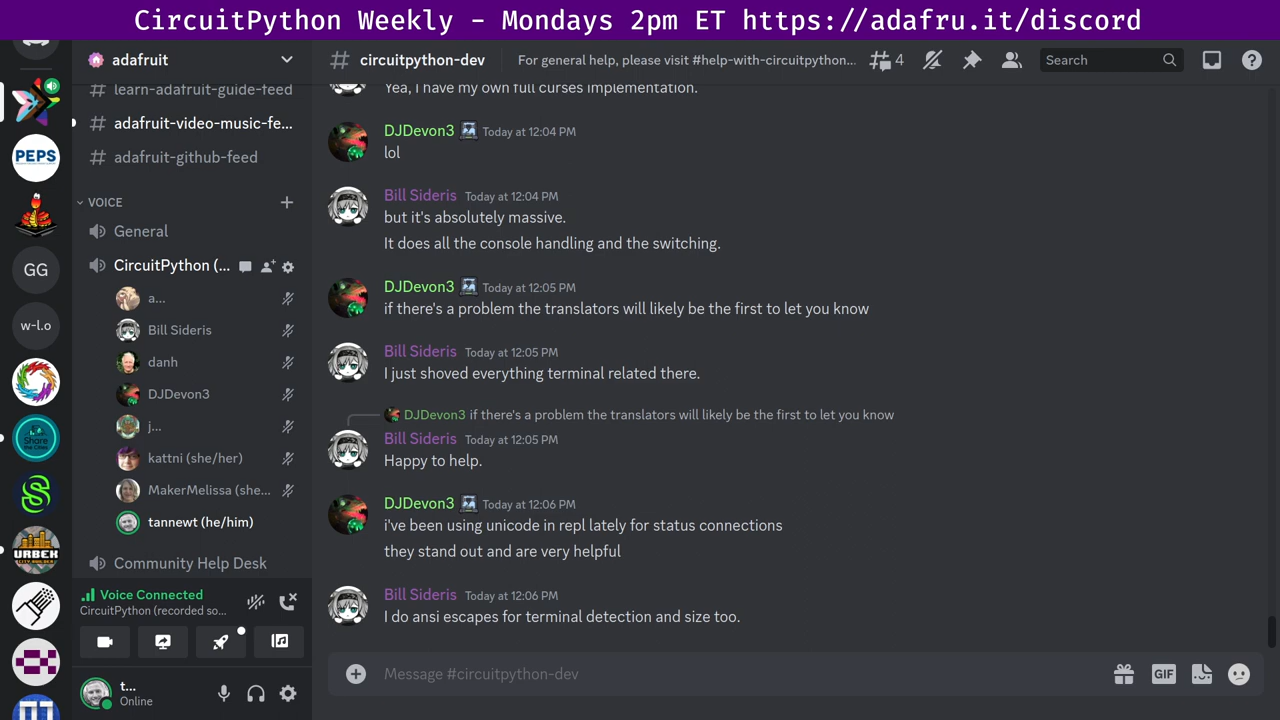 CircuitPython Weekly - Mondays 2pm ET https://adafru.it/discord
adafruit
circuitpython-dev
For general help, please visit #help-with-circuitpython...
4
Search
learn-adafruit-guide-feed
adafruit-video-music-fe...
adafruit-github-feed
VOICE
General
CircuitPython (...
a...
Bill Sideris
danh
DJDevon3
j...
kattni (she/her)
MakerMelissa (she...
tannewt (he/him)
Community Help Desk
Voice Connected
CircuitPython (recorded so...
t...
Online
PEPS
GG
w-l.o
Share
the Cities
URBEX
CITY BUILDER
Yea, I have my own full curses implementation.
DJDevon3 Today at 12:04 PM
lol
Bill Sideris Today at 12:04 PM
but it's absolutely massive.
It does all the console handling and the switching.
DJDevon3 Today at 12:05 PM
if there's a problem the translators will likely be the first to let you know
Bill Sideris Today at 12:05 PM
I just shoved everything terminal related there.
DJDevon3 if there's a problem the translators will likely be the first to let you know
Bill Sideris Today at 12:05 PM
Happy to help.
DJDevon3 Today at 12:06 PM
i've been using unicode in repl lately for status connections
they stand out and are very helpful
Bill Sideris Today at 12:06 PM
I do ansi escapes for terminal detection and size too.
Message #circuitpython-dev
GIF